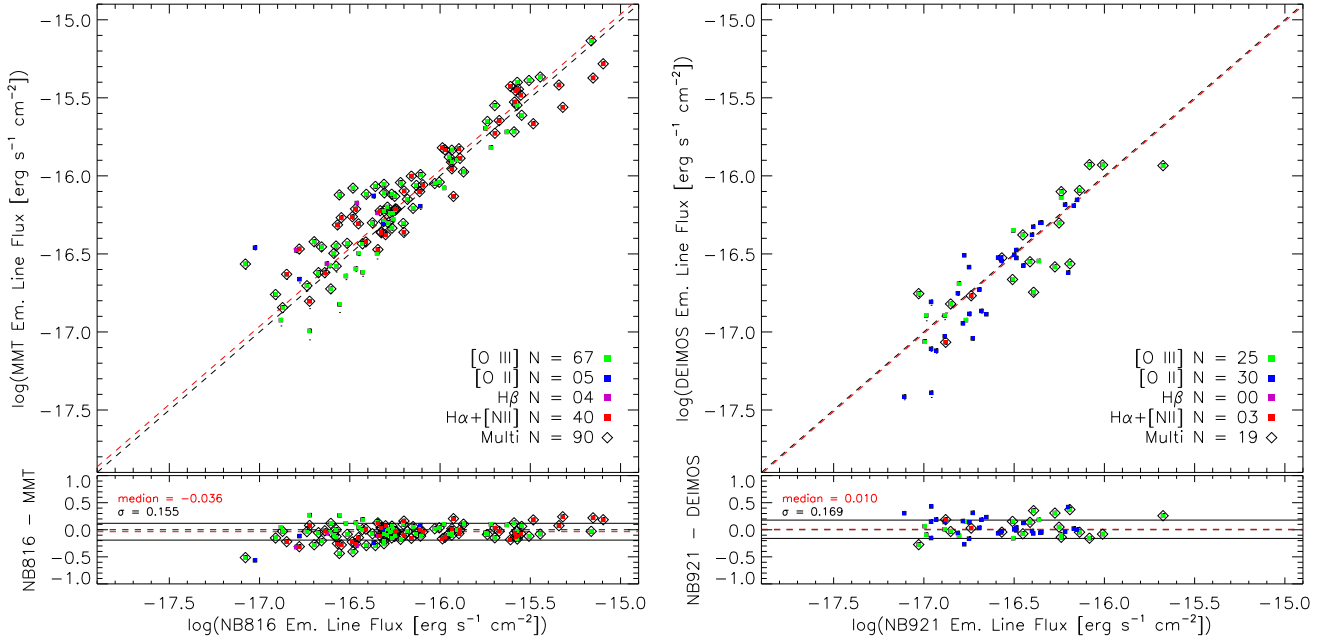 log(MMT Em. Line Flux [erg s⁻¹ cm⁻²])
−15.0
−15.5
−16.0
−16.5
−17.0
−17.5
[O III] N = 67
[O II] N = 05
Hβ N = 04
Hα+[NII] N = 40
Multi N = 90
NB816 − MMT
1.0
0.5
0.0
−0.5
−1.0
median = −0.036
σ = 0.155
−17.5 −17.0 −16.5 −16.0 −15.5 −15.0
log(NB816 Em. Line Flux [erg s⁻¹ cm⁻²])
log(DEIMOS Em. Line Flux [erg s⁻¹ cm⁻²])
−15.0
−15.5
−16.0
−16.5
−17.0
−17.5
[O III] N = 25
[O II] N = 30
Hβ N = 00
Hα+[NII] N = 03
Multi N = 19
NB921 − DEIMOS
1.0
0.5
0.0
−0.5
−1.0
median = 0.010
σ = 0.169
−17.5 −17.0 −16.5 −16.0 −15.5 −15.0
log(NB921 Em. Line Flux [erg s⁻¹ cm⁻²])